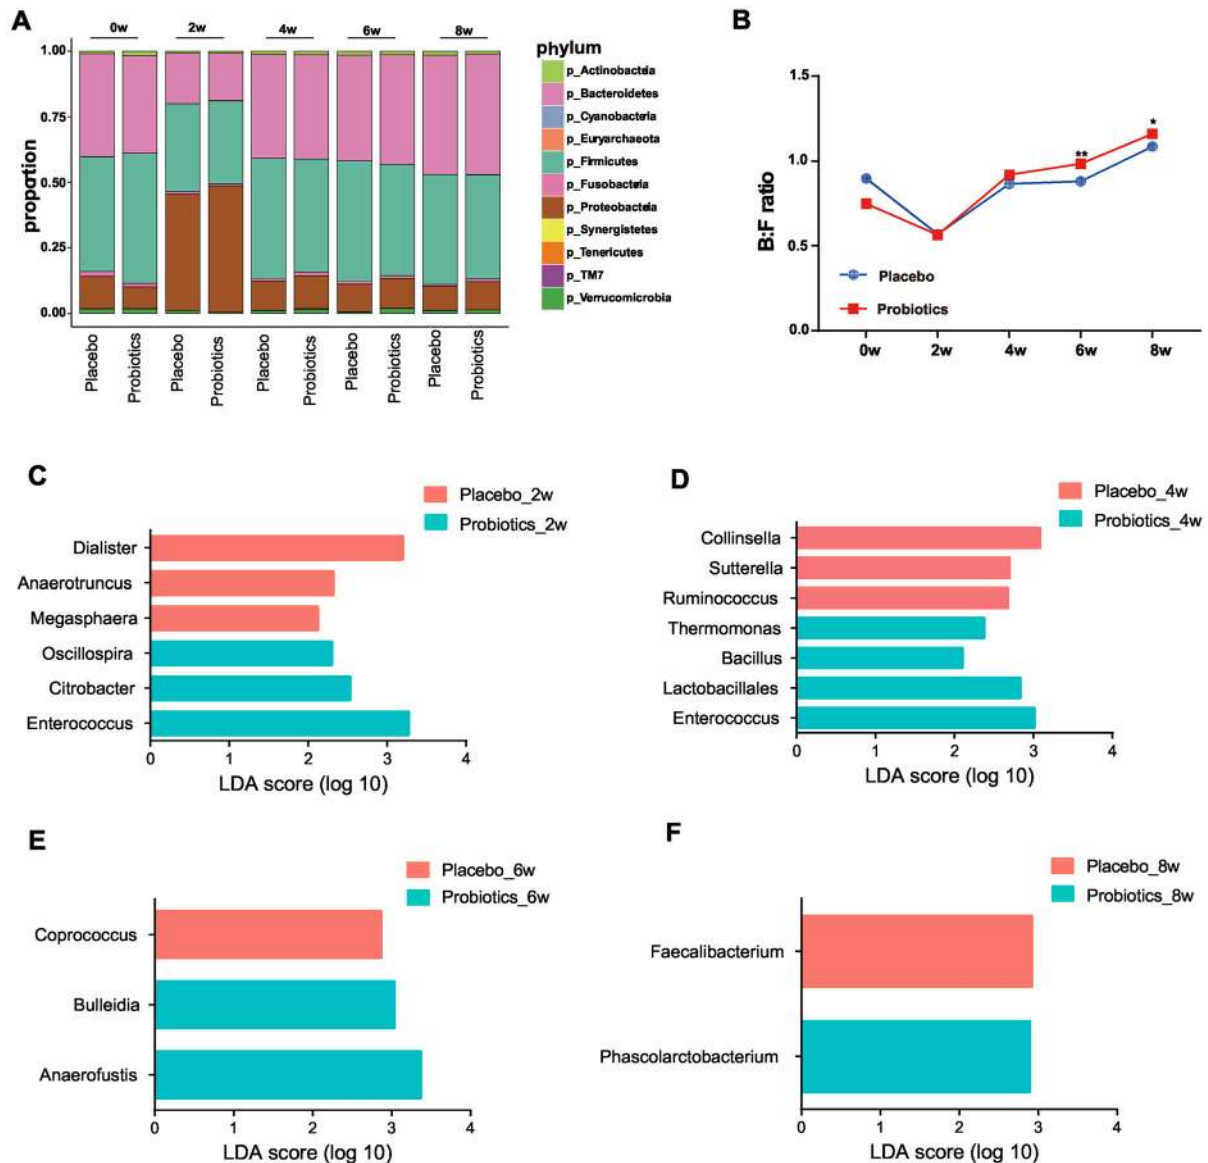 A
0w 2w 4w 6w 8w
1.00
0.75
0.50
0.25
0.00
proportion
Placebo
Probiotics
Placebo
Probiotics
Placebo
Probiotics
Placebo
Probiotics
Placebo
Probiotics
phylum
p_Actinobacteia
p_Bacteroidetes
p_Cyanobacteria
p_Euryarchaeota
p_Firmicutes
p_Fusobacteria
p_Proteobacteia
p_Synergistetes
p_Tenericutes
p_TM7
p_Verrucomicrobia
B
1.5
1.0
0.5
0.0
B:F ratio
**
*
Placebo
Probiotics
0w 2w 4w 6w 8w
C
Placebo_2w
Probiotics_2w
Dialister
Anaerotruncus
Megasphaera
Oscillospira
Citrobacter
Enterococcus
0 1 2 3 4
LDA score (log 10)
D
Placebo_4w
Probiotics_4w
Collinsella
Sutterella
Ruminococcus
Thermomonas
Bacillus
Lactobacillales
Enterococcus
0 1 2 3 4
LDA score (log 10)
E
Placebo_6w
Probiotics_6w
Coprococcus
Bulleidia
Anaerofustis
0 1 2 3 4
LDA score (log 10)
F
Placebo_8w
Probiotics_8w
Faecalibacterium
Phascolarctobacterium
0 1 2 3 4
LDA score (log 10)